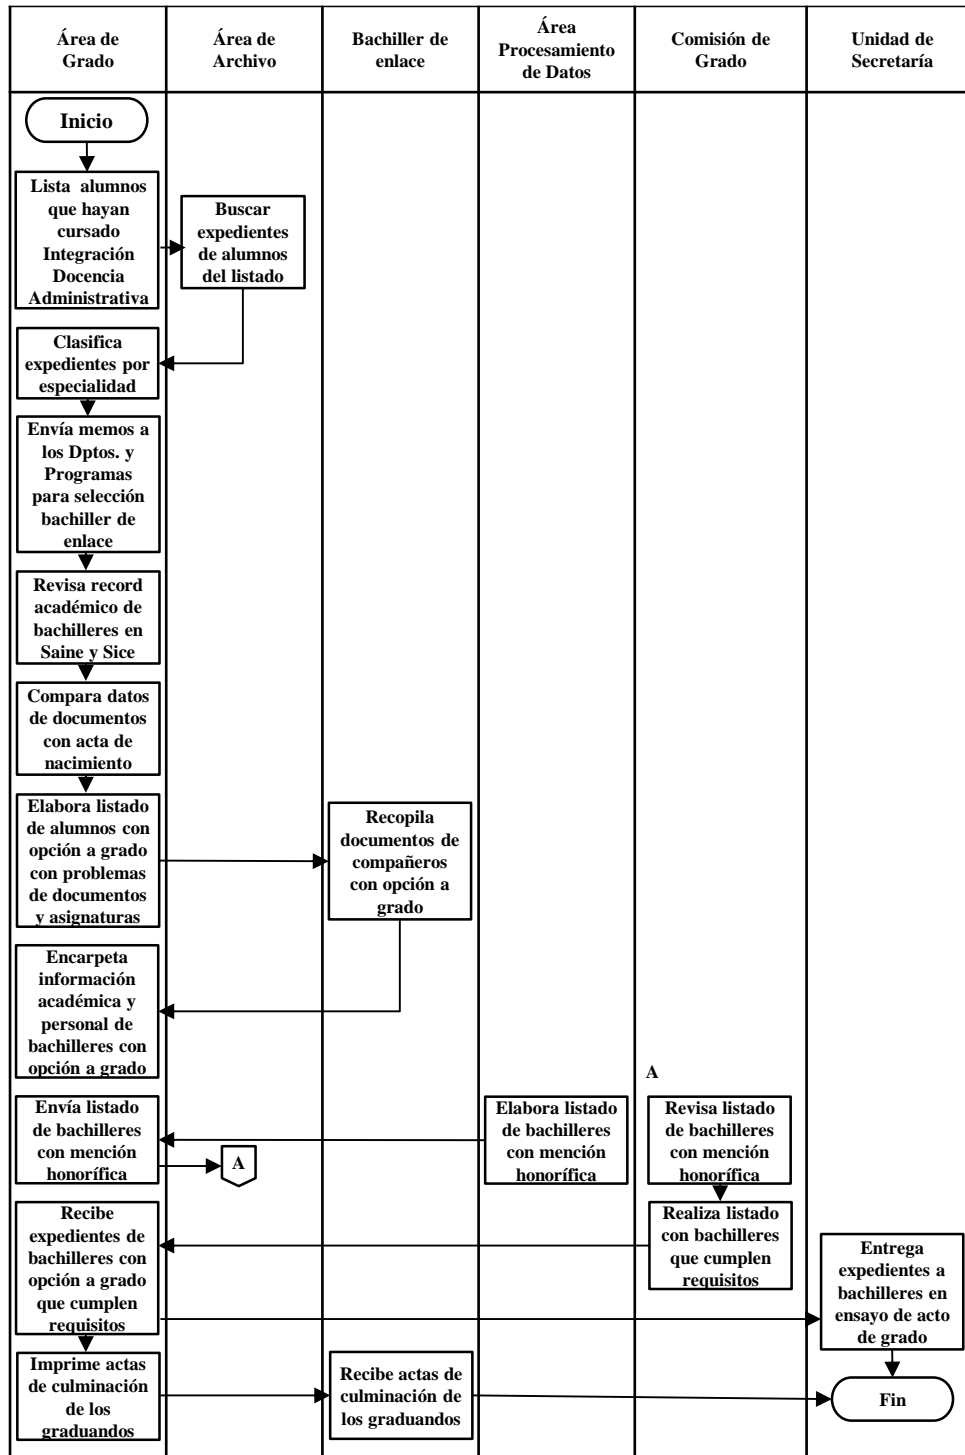 Área de
Grado
Área de
Archivo
Bachiller de
enlace
Área
Procesamiento
de Datos
Comisión de
Grado
Unidad de
Secretaría
Inicio
Lista alumnos
que hayan
cursado
Integración
Docencia
Administrativa
Buscar
expedientes
de alumnos
del listado
Clasifica
expedientes por
especialidad
Envía memos a
los Dptos. y
Programas
para selección
bachiller de
enlace
Revisa record
académico de
bachilleres en
Saine y Sice
Compara datos
de documentos
con acta de
nacimiento
Elabora listado
de alumnos con
opción a grado
con problemas
de documentos
y asignaturas
Recopila
documentos de
compañeros
con opción a
grado
Encarpeta
información
académica y
personal de
bachilleres con
opción a grado
A
Envía listado
de bachilleres
con mención
honorífica
A
Elabora listado
de bachilleres
con mención
honorífica
Revisa listado
de bachilleres
con mención
honorífica
Recibe
expedientes de
bachilleres con
opción a grado
que cumplen
requisitos
Realiza listado
con bachilleres
que cumplen
requisitos
Entrega
expedientes a
bachilleres en
ensayo de acto
de grado
Imprime actas
de culminación
de los
graduandos
Recibe actas de
culminación de
los graduandos
Fin